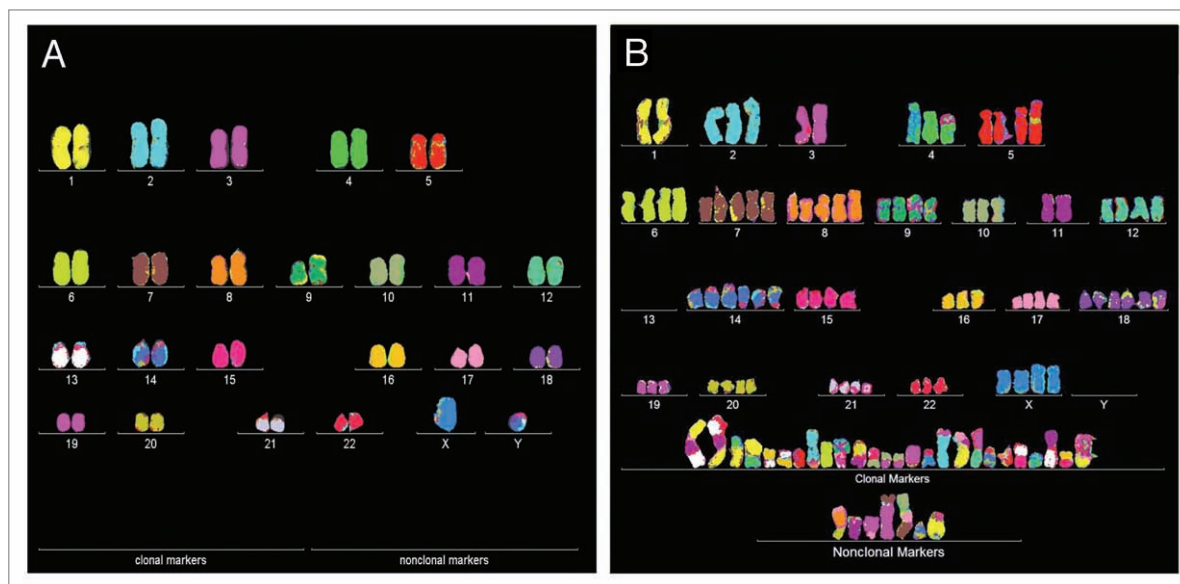 A
1 2 3 4 5
6 7 8 9 10 11 12
13 14 15 16 17 18
19 20 21 22 X Y
clonal markers nonclonal markers
B
1 2 3 4 5
6 7 8 9 10 11 12
13 14 15 16 17 18
19 20 21 22 X Y
Clonal Markers
Nonclonal Markers